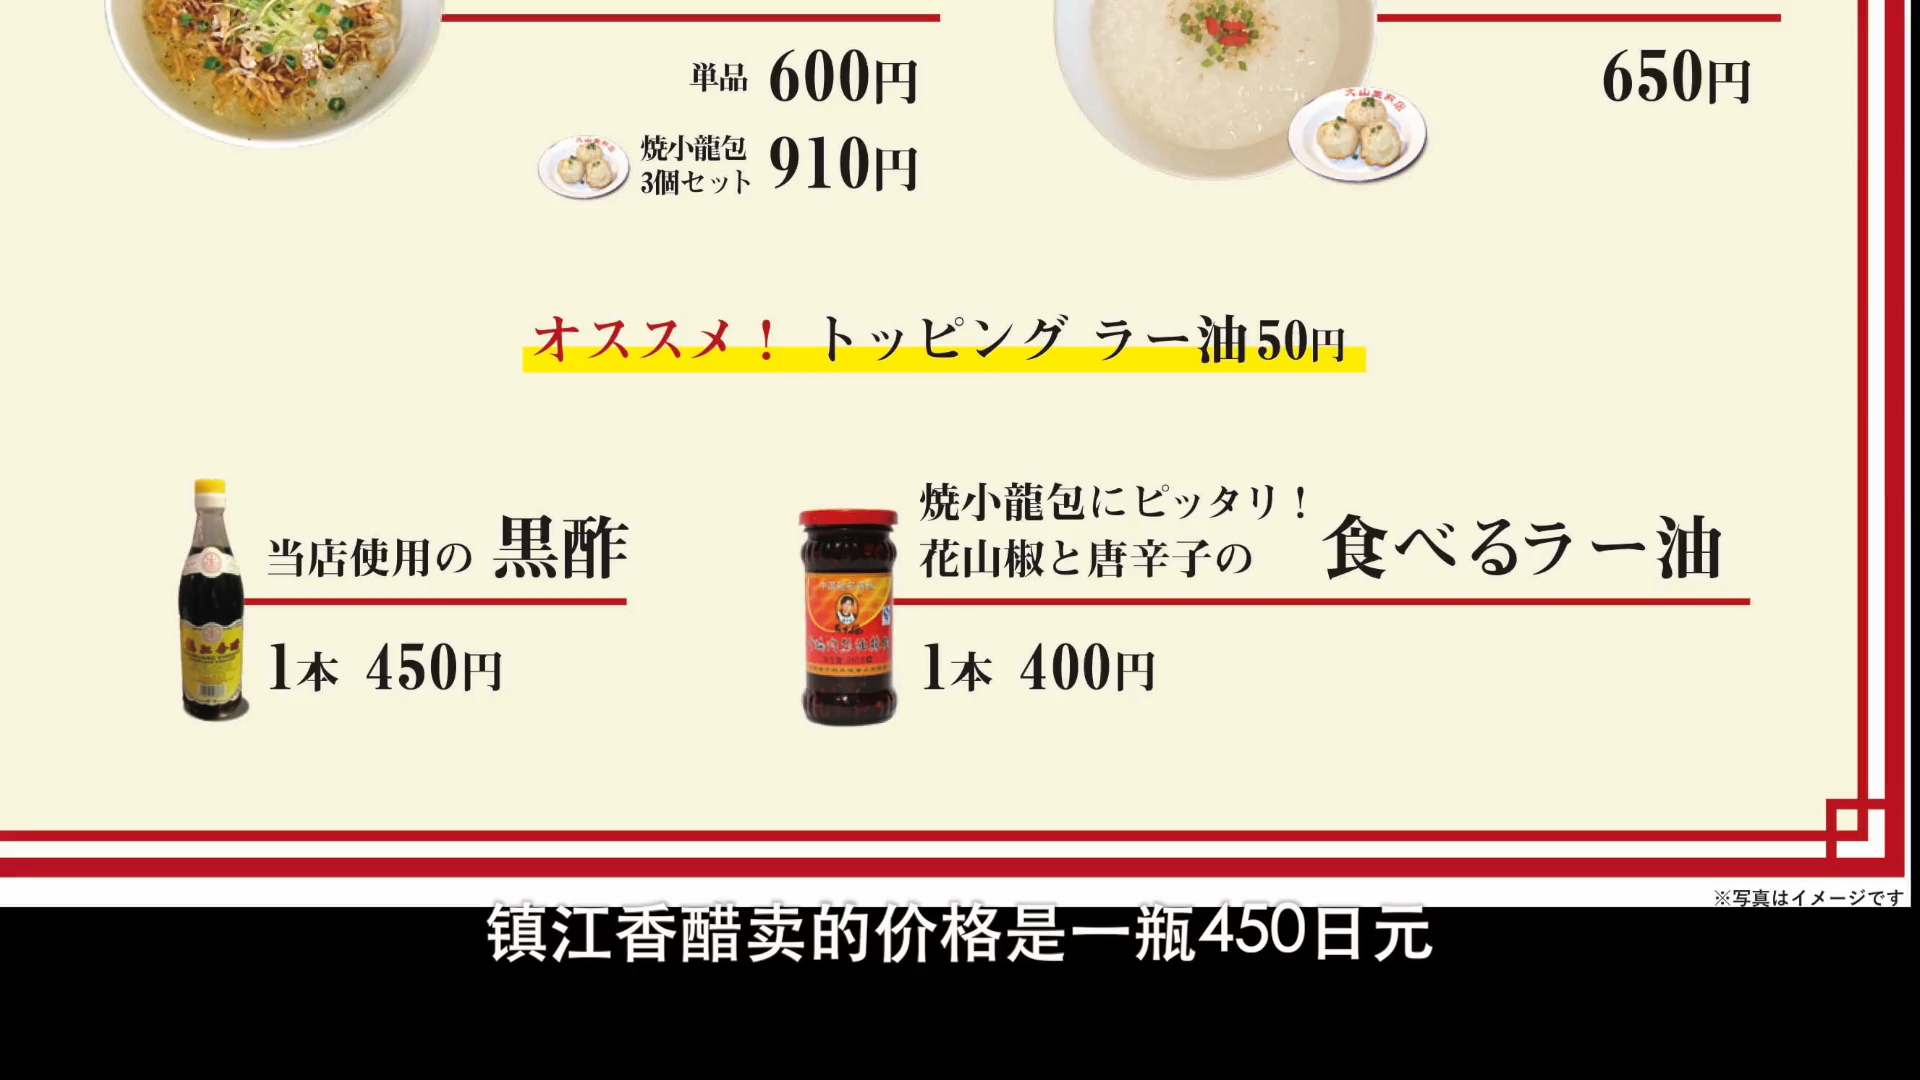 単品 600円
650円
焼小龍包
3個セット 910円
オススメ！ トッピング ラー油50円
当店使用の 黒酢
1本 450円
焼小龍包にピッタリ！
花山椒と唐辛子の 食べるラー油
1本 400円
※写真はイメージです
镇江香醋卖的价格是一瓶450日元